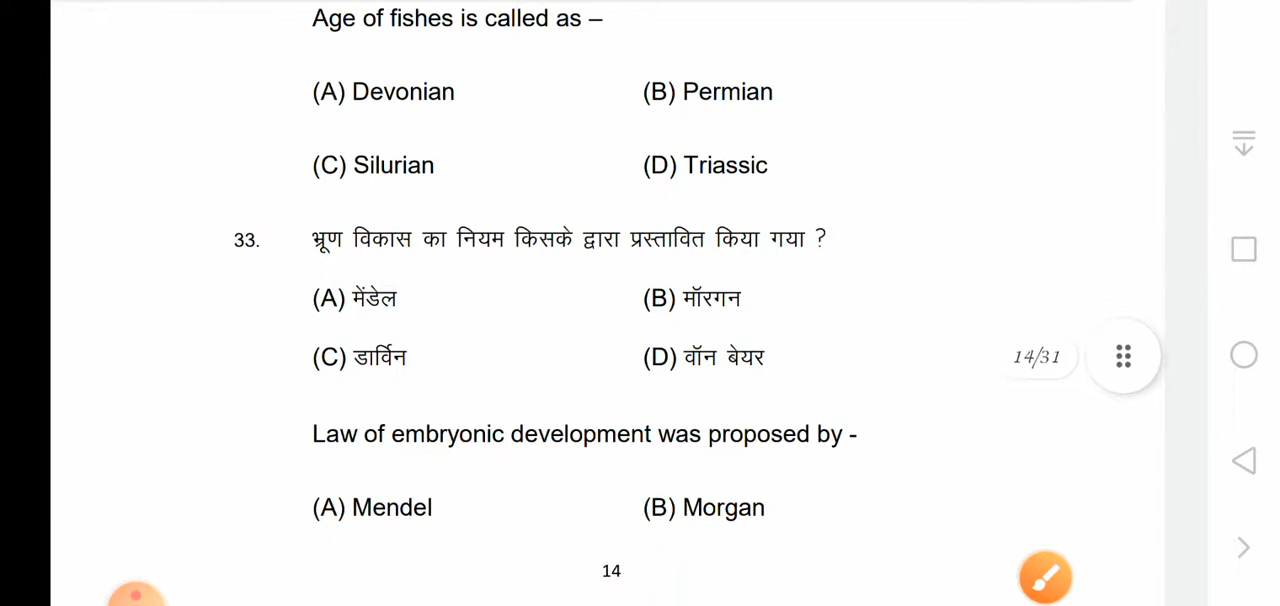 Age of fishes is called as –
(A) Devonian (B) Permian
(C) Silurian (D) Triassic
33. भ्रूण विकास का नियम किसके द्वारा प्रस्तावित किया गया ?
(A) मेंडेल (B) मॉरगन
(C) डार्विन (D) वॉन बेयर
14/31
Law of embryonic development was proposed by -
(A) Mendel (B) Morgan
14